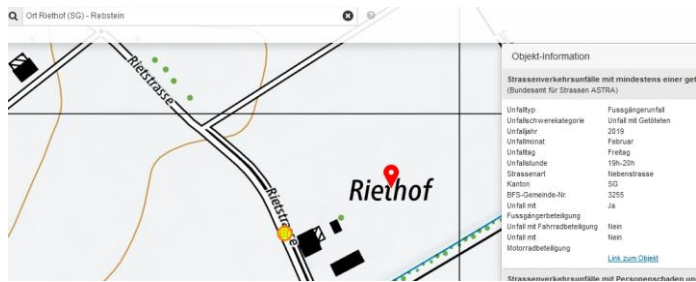 Ort Riethof (SG) - Rebstein
Rietstrasse
Rietstrasse
Riethof
Objekt-Information
Strassenverkehrsunfälle mit mindestens einer get
(Bundesamt für Strassen ASTRA)
Unfalltyp Fussgängerunfall
Unfallschwerekategorie Unfall mit Getöteten
Unfalljahr 2019
Unfallmonat Februar
Unfalltag Freitag
Unfallstunde 19h-20h
Strassenart Nebenstrasse
Kanton SG
BFS-Gemeinde-Nr. 3255
Unfall mit Ja
Fussgängerbeteiligung
Unfall mit Fahrradbeteiligung Nein
Unfall mit Nein
Motorradbeteiligung
Link zum Objekt
Strassenverkehrsunfälle mit Personenschaden un